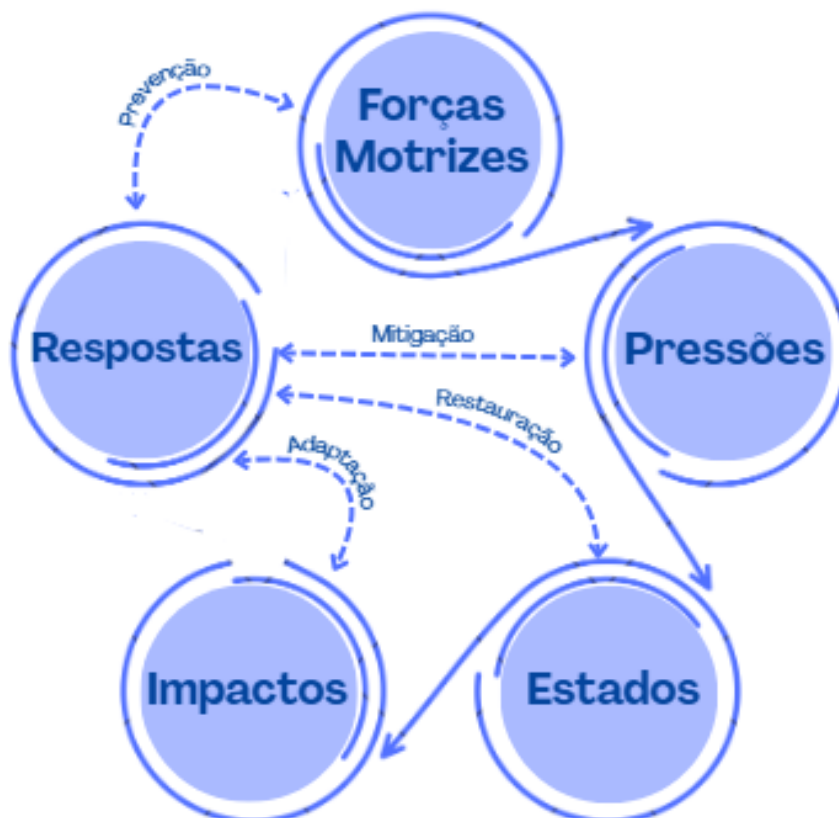 Prevenção
Forças
Motrizes
Respostas
Mitigação
Pressões
Restauração
Adaptação
Impactos
Estados